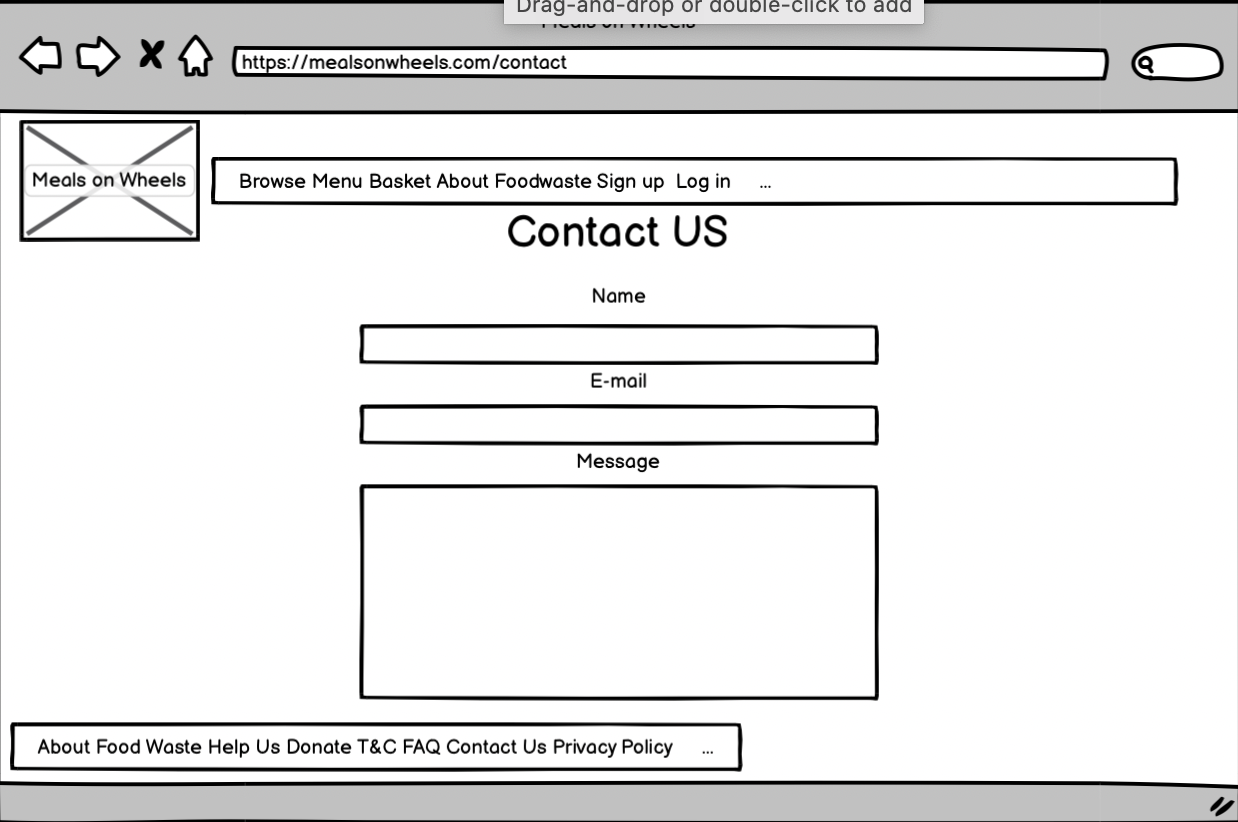 Drag-and-drop or double-click to add
Meals on Wheels
https://mealsonwheels.com/contact
Meals on Wheels
Browse Menu Basket About Foodwaste Sign up Log in ...
Contact US
Name
E-mail
Message
About Food Waste Help Us Donate T&C FAQ Contact Us Privacy Policy ...